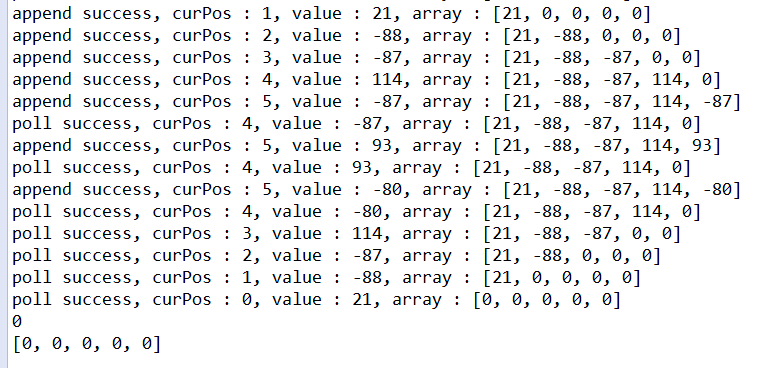 append success, curPos : 1, value : 21, array : [21, 0, 0, 0, 0]
append success, curPos : 2, value : -88, array : [21, -88, 0, 0, 0]
append success, curPos : 3, value : -87, array : [21, -88, -87, 0, 0]
append success, curPos : 4, value : 114, array : [21, -88, -87, 114, 0]
append success, curPos : 5, value : -87, array : [21, -88, -87, 114, -87]
poll success, curPos : 4, value : -87, array : [21, -88, -87, 114, 0]
append success, curPos : 5, value : 93, array : [21, -88, -87, 114, 93]
poll success, curPos : 4, value : 93, array : [21, -88, -87, 114, 0]
append success, curPos : 5, value : -80, array : [21, -88, -87, 114, -80]
poll success, curPos : 4, value : -80, array : [21, -88, -87, 114, 0]
poll success, curPos : 3, value : 114, array : [21, -88, -87, 0, 0]
poll success, curPos : 2, value : -87, array : [21, -88, 0, 0, 0]
poll success, curPos : 1, value : -88, array : [21, 0, 0, 0, 0]
poll success, curPos : 0, value : 21, array : [0, 0, 0, 0, 0]
0
[0, 0, 0, 0, 0]